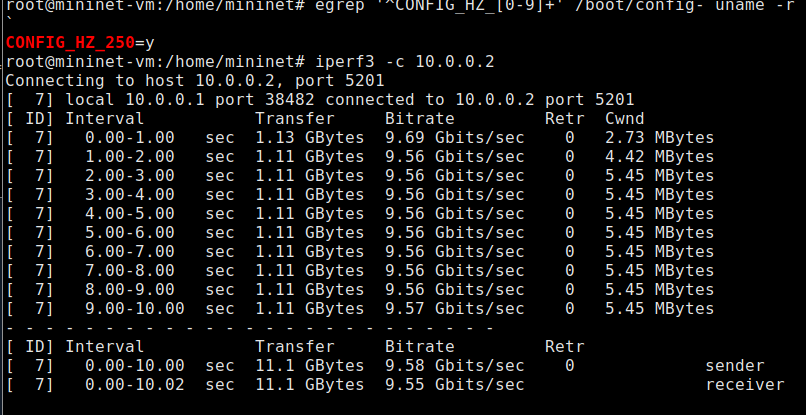 root@mininet-vm:/home/mininet# egrep '^CONFIG_HZ_[0-9]+' /boot/config- uname -r
`
CONFIG_HZ_250=y
root@mininet-vm:/home/mininet# iperf3 -c 10.0.0.2
Connecting to host 10.0.0.2, port 5201
[  7] local 10.0.0.1 port 38482 connected to 10.0.0.2 port 5201
[ ID] Interval           Transfer     Bitrate         Retr  Cwnd
[  7]   0.00-1.00   sec  1.13 GBytes  9.69 Gbits/sec    0   2.73 MBytes
[  7]   1.00-2.00   sec  1.11 GBytes  9.56 Gbits/sec    0   4.42 MBytes
[  7]   2.00-3.00   sec  1.11 GBytes  9.56 Gbits/sec    0   5.45 MBytes
[  7]   3.00-4.00   sec  1.11 GBytes  9.56 Gbits/sec    0   5.45 MBytes
[  7]   4.00-5.00   sec  1.11 GBytes  9.56 Gbits/sec    0   5.45 MBytes
[  7]   5.00-6.00   sec  1.11 GBytes  9.56 Gbits/sec    0   5.45 MBytes
[  7]   6.00-7.00   sec  1.11 GBytes  9.56 Gbits/sec    0   5.45 MBytes
[  7]   7.00-8.00   sec  1.11 GBytes  9.56 Gbits/sec    0   5.45 MBytes
[  7]   8.00-9.00   sec  1.11 GBytes  9.56 Gbits/sec    0   5.45 MBytes
[  7]   9.00-10.00  sec  1.11 GBytes  9.57 Gbits/sec    0   5.45 MBytes
- - - - - - - - - - - - - - - - - - - - - - - - -
[ ID] Interval           Transfer     Bitrate         Retr
[  7]   0.00-10.00  sec  11.1 GBytes  9.58 Gbits/sec    0             sender
[  7]   0.00-10.02  sec  11.1 GBytes  9.55 Gbits/sec                  receiver